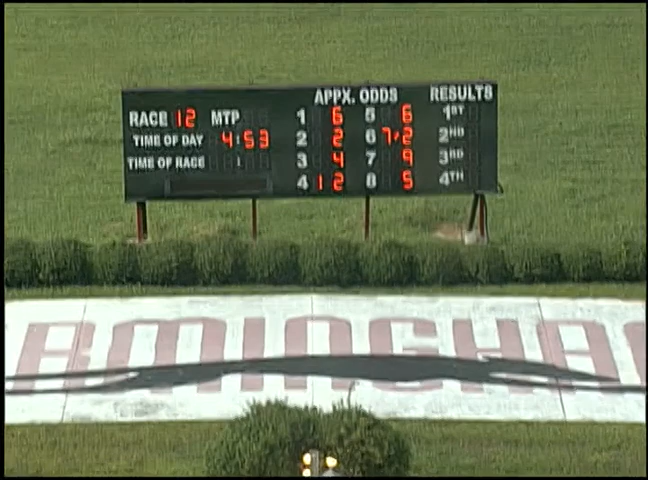 APPX. ODDS RESULTS
RACE 12 MTP 1 6 5 6 1ST
TIME OF DAY 4:53 2 2 6 7/2 2ND
TIME OF RACE : 3 4 7 9 3RD
4 12 8 5 4TH
RMINGHA